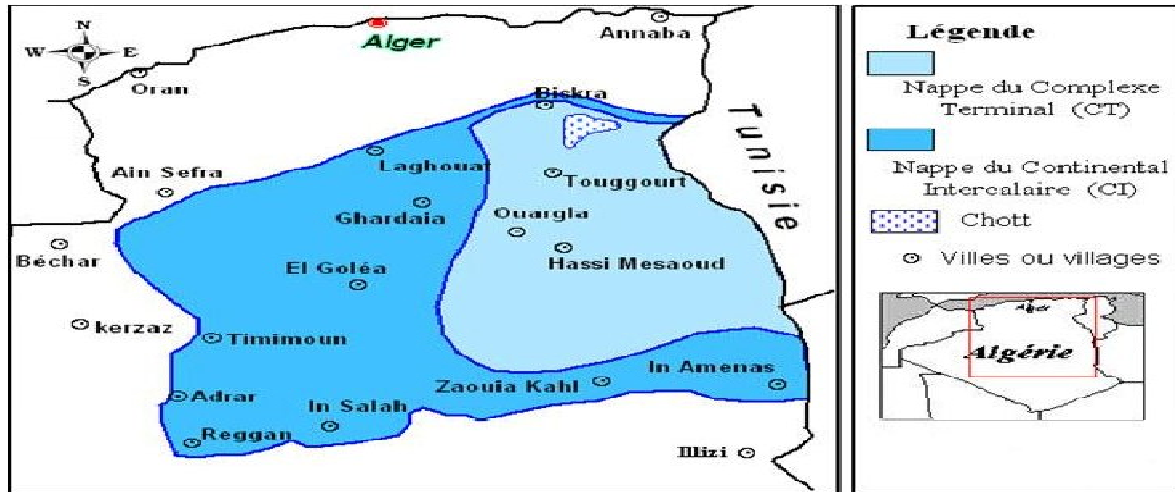 N
W E
S
Alger
Annaba
Oran
Biskra
Tunisie
Laghouat
Ain Sefra
Touggourt
Ghardaia
Ouargla
Béchar
El Goléa
Hassi Mesaoud
kerzaz
Timimoun
In Amenas
Zaouia Kahl
Adrar
In Salah
Reggan
Illizi
Légende
Nappe du Complexe
Terminal (CT)
Nappe du Continental
Intercalaire (CI)
Chott
Villes ou villages
Alger
Algérie